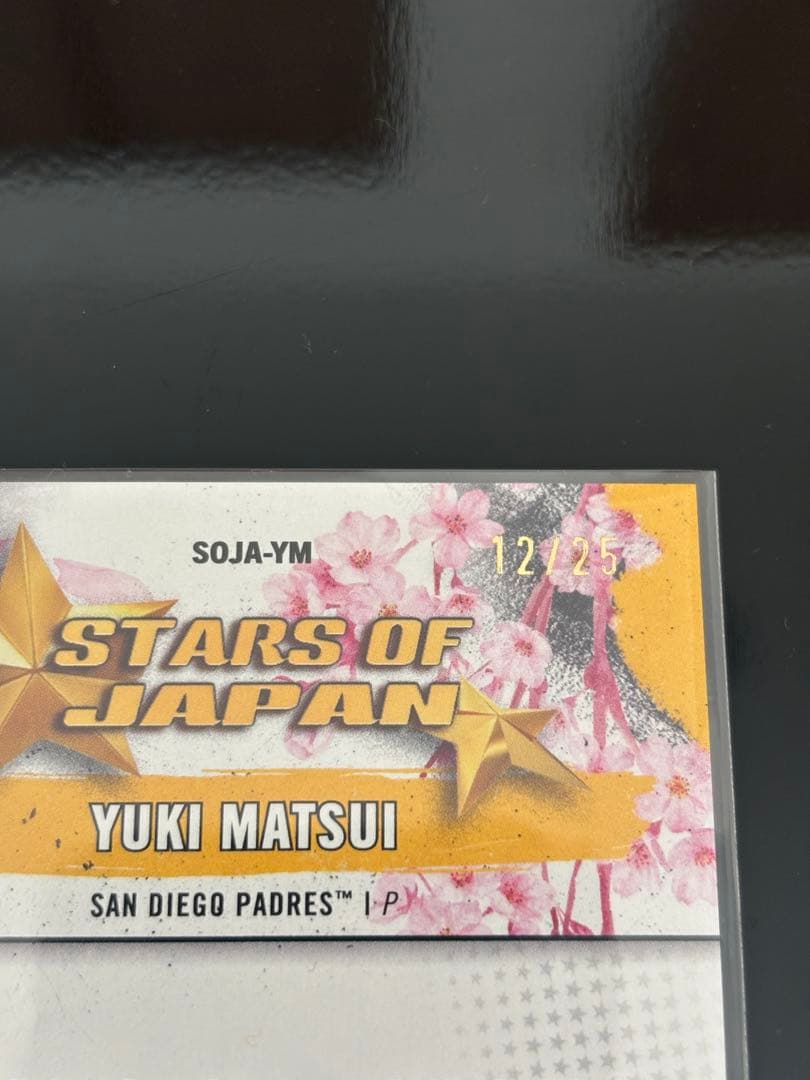 SOJA-YM
12/25
STARS OF
JAPAN
YUKI MATSUI
SAN DIEGO PADRES™ | P